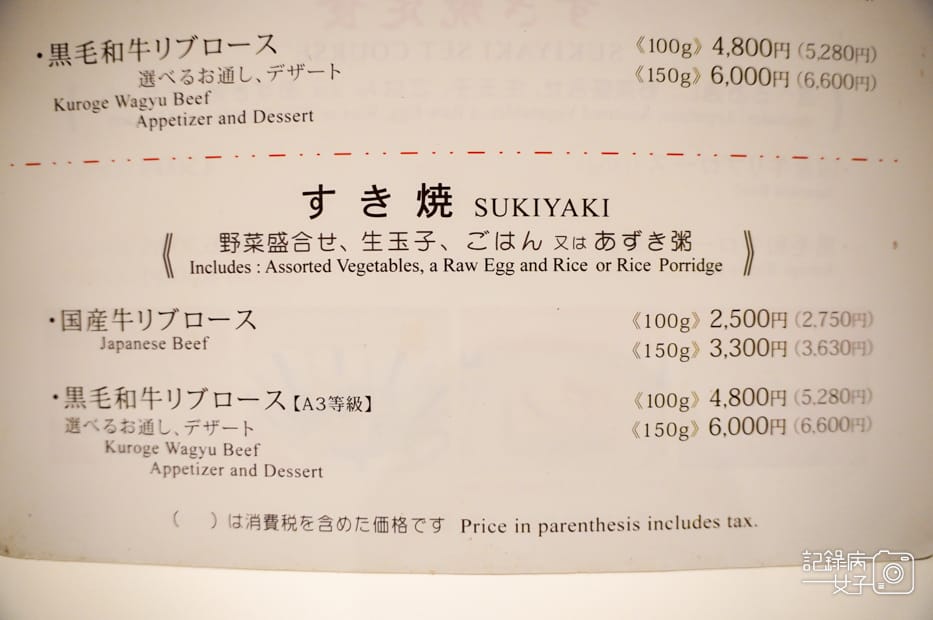 ・黒毛和牛リブロース 《100g》 4,800円 (5,280円)
選べるお通し、デザート 《150g》 6,000円 (6,600円)
Kuroge Wagyu Beef
Appetizer and Dessert
すき焼 SUKIYAKI
《 野菜盛合せ、生玉子、ごはん 又は あずき粥
Includes : Assorted Vegetables, a Raw Egg and Rice or Rice Porridge 》
・国産牛リブロース 《100g》 2,500円 (2,750円)
Japanese Beef 《150g》 3,300円 (3,630円)
・黒毛和牛リブロース【A3等級】 《100g》 4,800円 (5,280円)
選べるお通し、デザート 《150g》 6,000円 (6,600円)
Kuroge Wagyu Beef
Appetizer and Dessert
（ ）は消費税を含めた価格です Price in parenthesis includes tax.
記錄病
女子